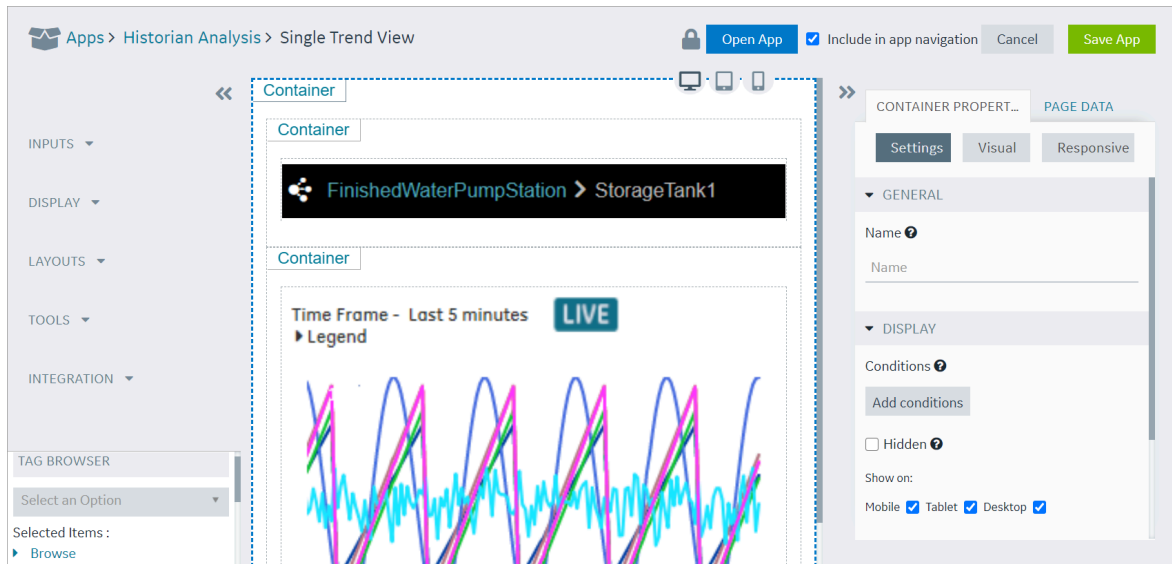 Apps > Historian Analysis > Single Trend View
Open App
Include in app navigation
Cancel
Save App
INPUTS
DISPLAY
LAYOUTS
TOOLS
INTEGRATION
TAG BROWSER
Select an Option
Selected Items :
Browse
Container
Container
FinishedWaterPumpStation > StorageTank1
Container
Time Frame - Last 5 minutes LIVE
Legend
CONTAINER PROPERT... PAGE DATA
Settings Visual Responsive
GENERAL
Name
Name
DISPLAY
Conditions
Add conditions
Hidden
Show on:
Mobile Tablet Desktop